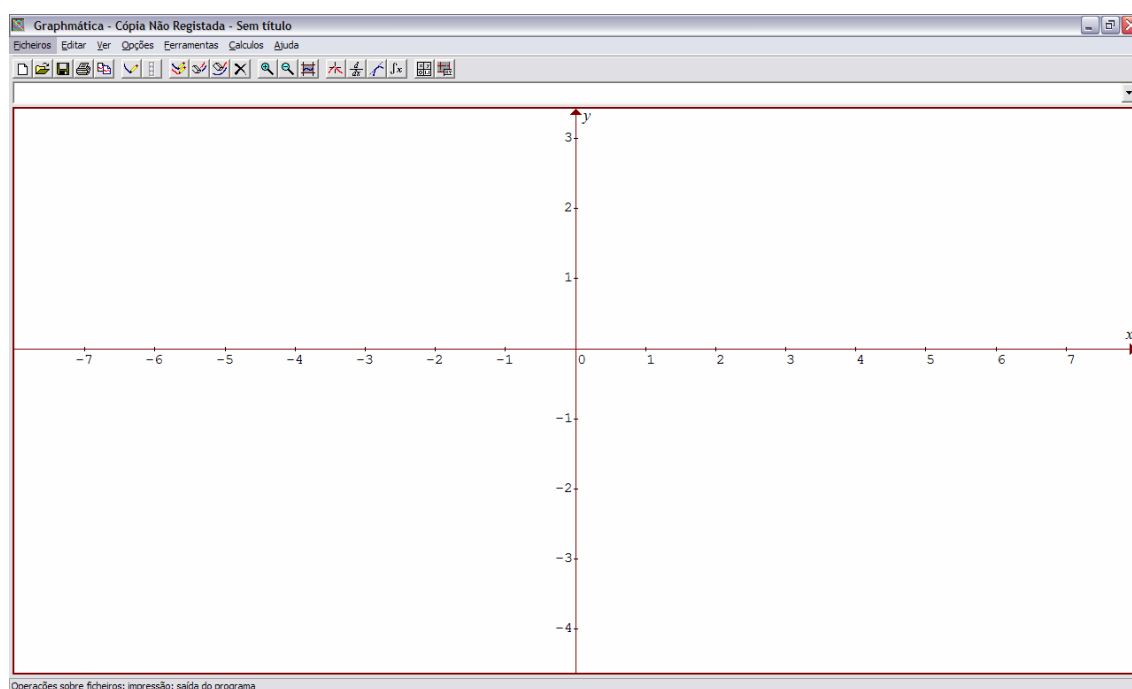 Graphmática - Cópia Não Registada - Sem título
Ficheiros Editar Ver Opções Ferramentas Calculos Ajuda
d/dx ∫x
y
3
2
1
x
-7 -6 -5 -4 -3 -2 -1 0 1 2 3 4 5 6 7
-1
-2
-3
-4
Operações sobre ficheiros; impressão; saída do programa